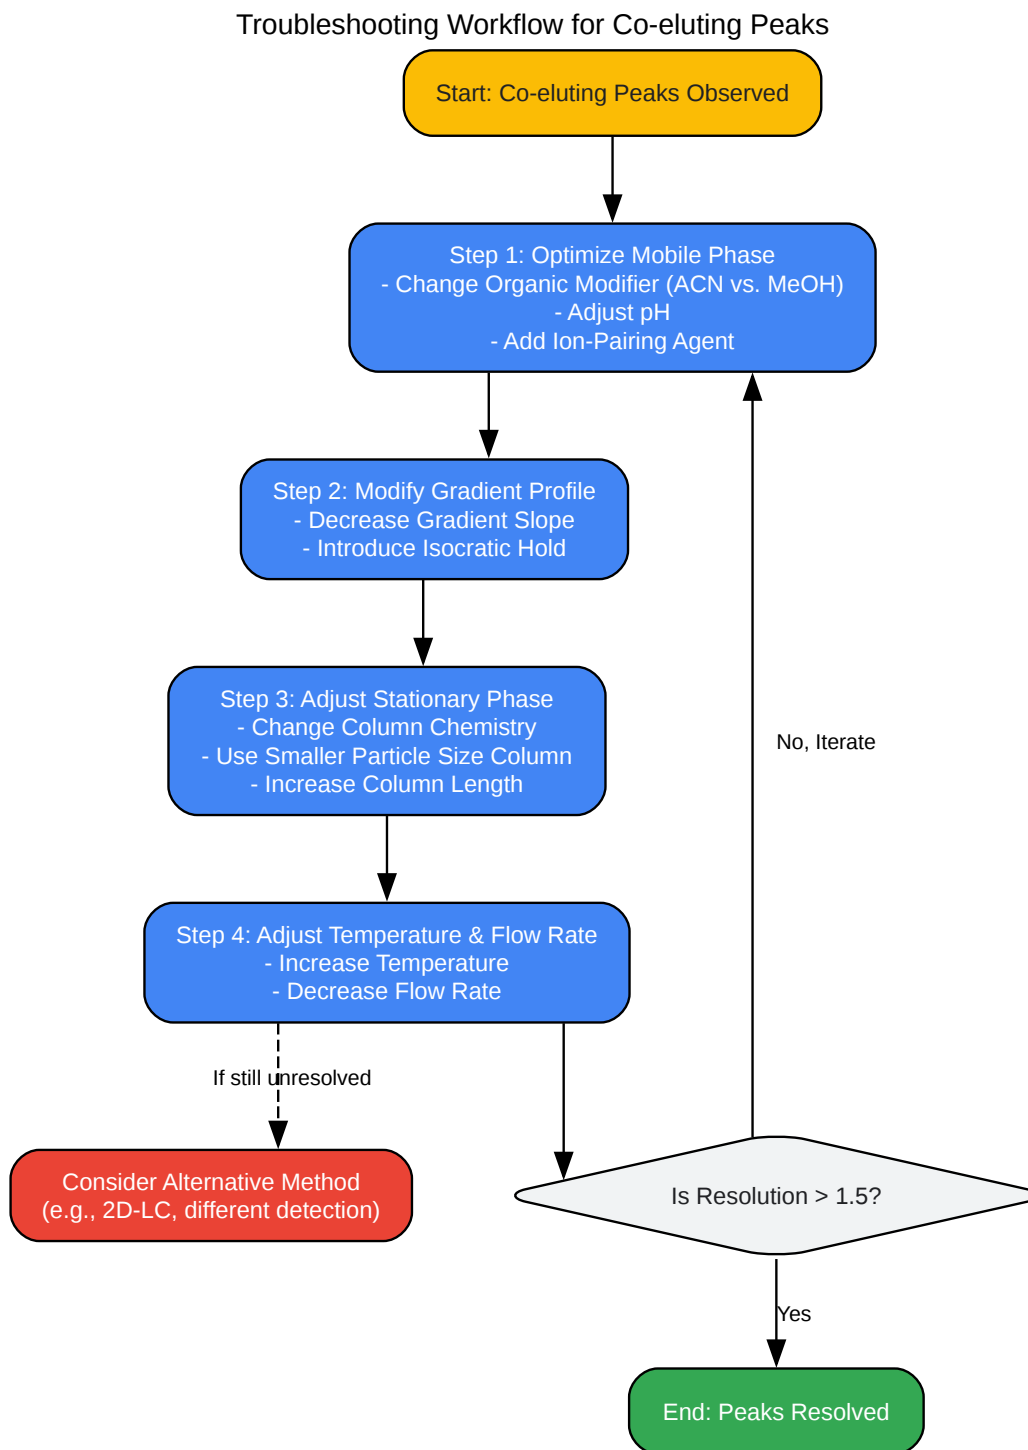 Troubleshooting Workflow for Co-eluting Peaks
Start: Co-eluting Peaks Observed
Step 1: Optimize Mobile Phase
- Change Organic Modifier (ACN vs. MeOH)
- Adjust pH
- Add Ion-Pairing Agent
Step 2: Modify Gradient Profile
- Decrease Gradient Slope
- Introduce Isocratic Hold
Step 3: Adjust Stationary Phase
- Change Column Chemistry
- Use Smaller Particle Size Column
- Increase Column Length
No, Iterate
Step 4: Adjust Temperature & Flow Rate
- Increase Temperature
- Decrease Flow Rate
If still unresolved
Consider Alternative Method
(e.g., 2D-LC, different detection)
Is Resolution > 1.5?
Yes
End: Peaks Resolved